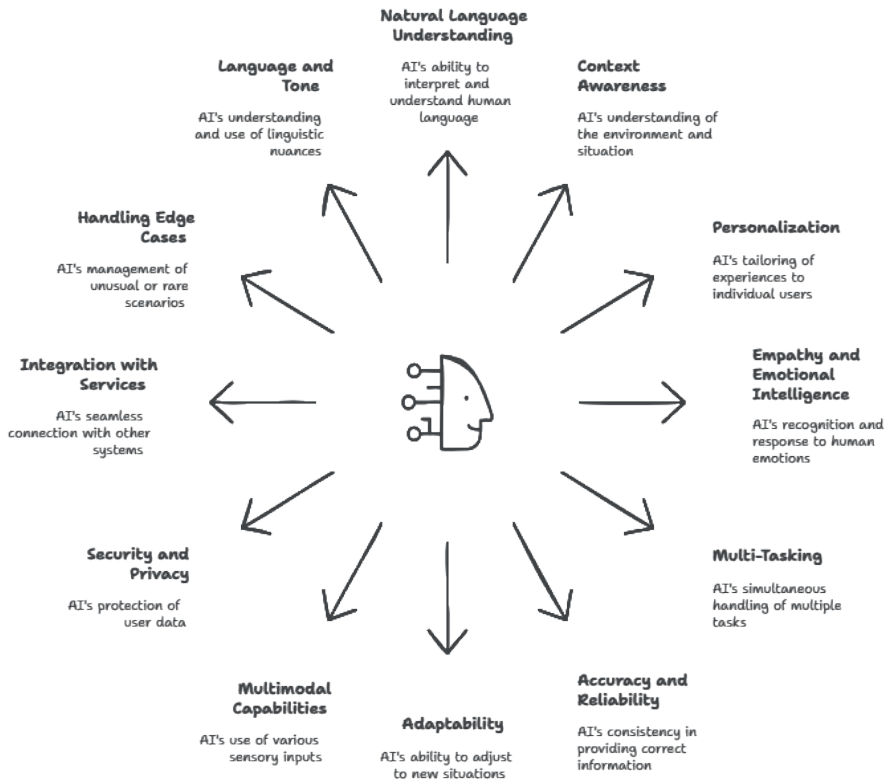 Natural Language
Understanding
AI's ability to
interpret and
understand human
language
Context
Awareness
AI's understanding of
the environment and
situation
Personalization
AI's tailoring of
experiences to
individual users
Empathy and
Emotional
Intelligence
AI's recognition and
response to human
emotions
Multi-Tasking
AI's simultaneous
handling of multiple
tasks
Accuracy and
Reliability
AI's consistency in
providing correct
information
Adaptability
AI's ability to adjust
to new situations
Multimodal
Capabilities
AI's use of various
sensory inputs
Security and
Privacy
AI's protection of
user data
Integration with
Services
AI's seamless
connection with other
systems
Handling Edge
Cases
AI's management of
unusual or rare
scenarios
Language and
Tone
AI's understanding
and use of linguistic
nuances